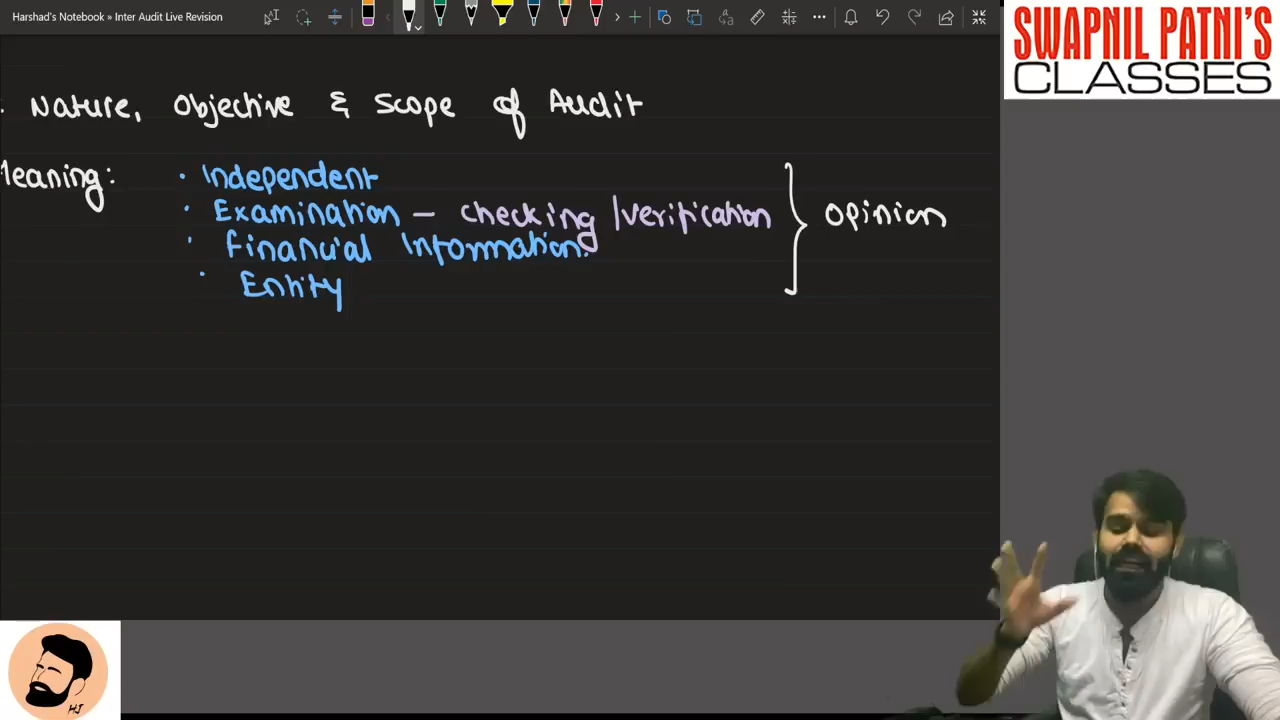 Harshad's Notebook » Inter Audit Live Revision
SWAPNIL PATNI'S
CLASSES
. Nature, Objective & Scope of Audit
Meaning:
• Independent
• Examination – Checking / Verification
• Financial Information.
• Entity
Opinion
HJ